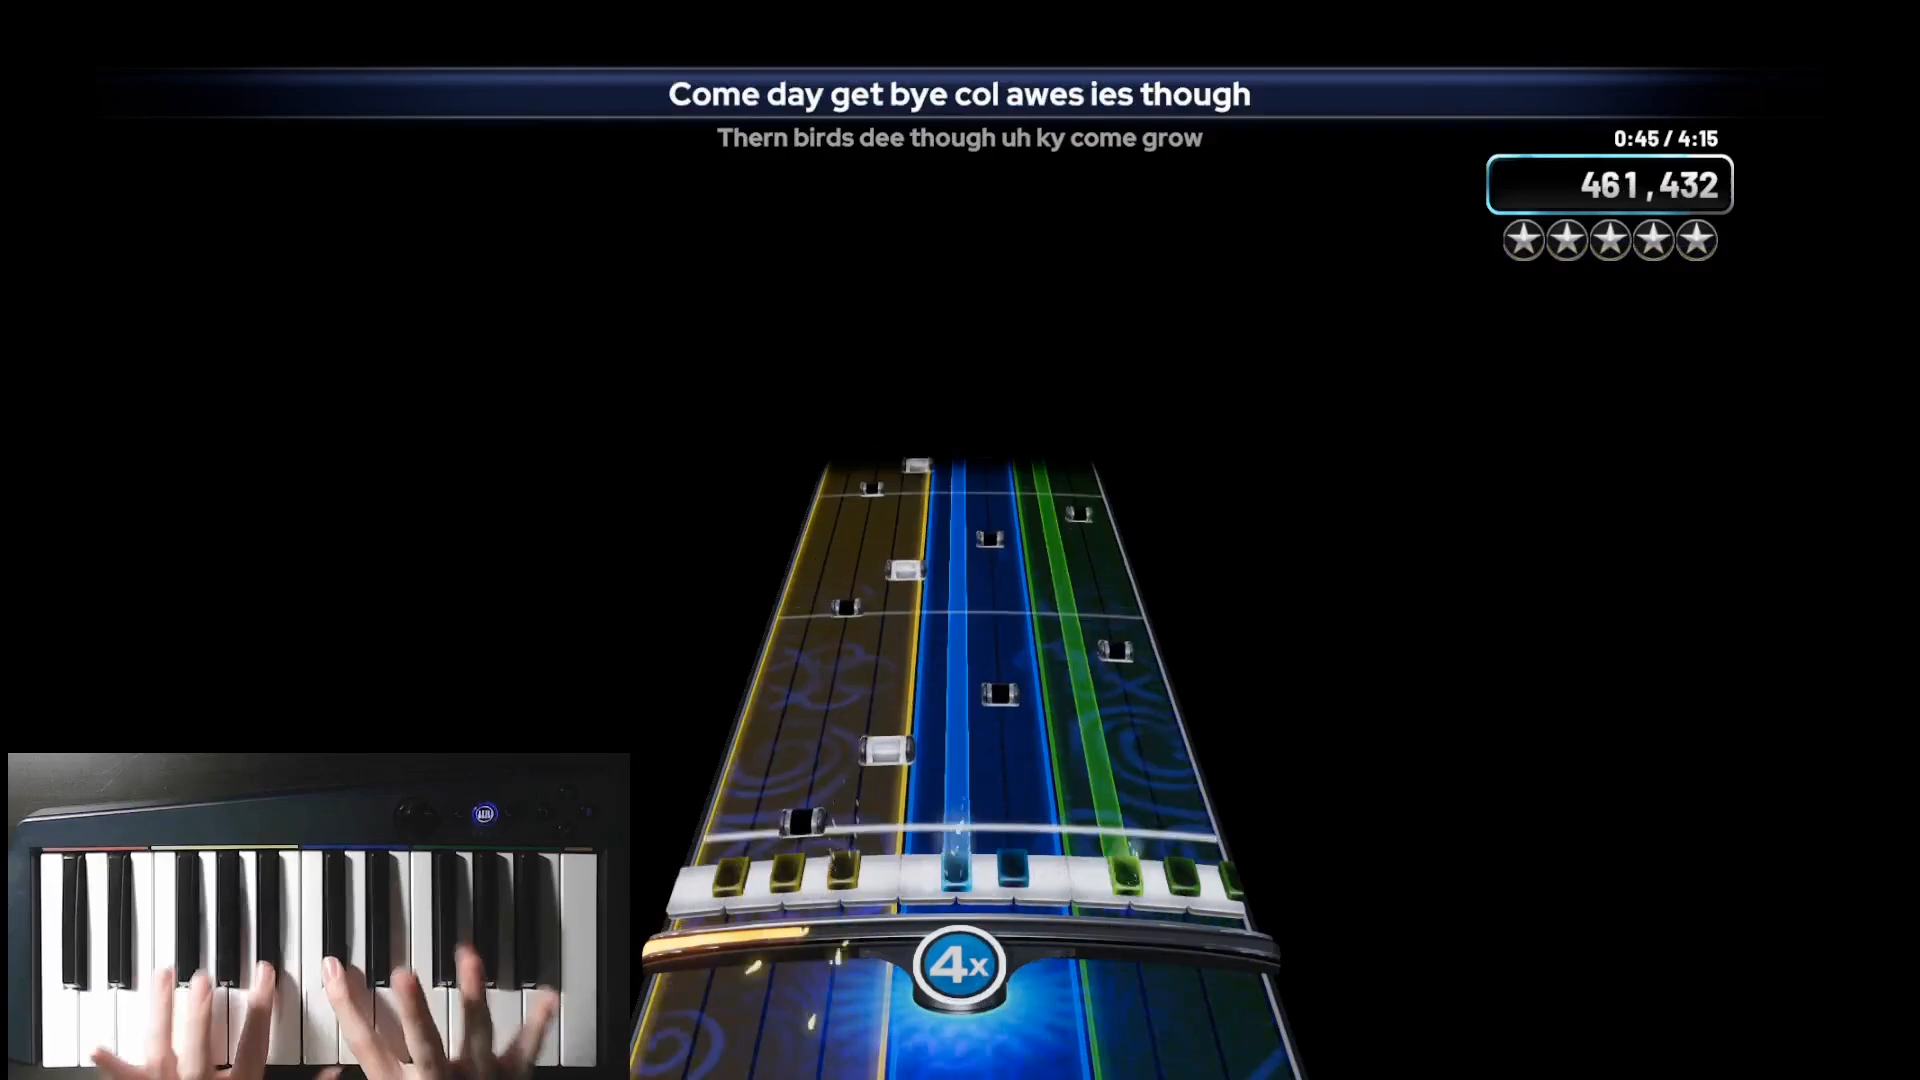 Come day get bye col awes ies though
Thern birds dee though uh ky come grow
0:45 / 4:15
461,432
4x